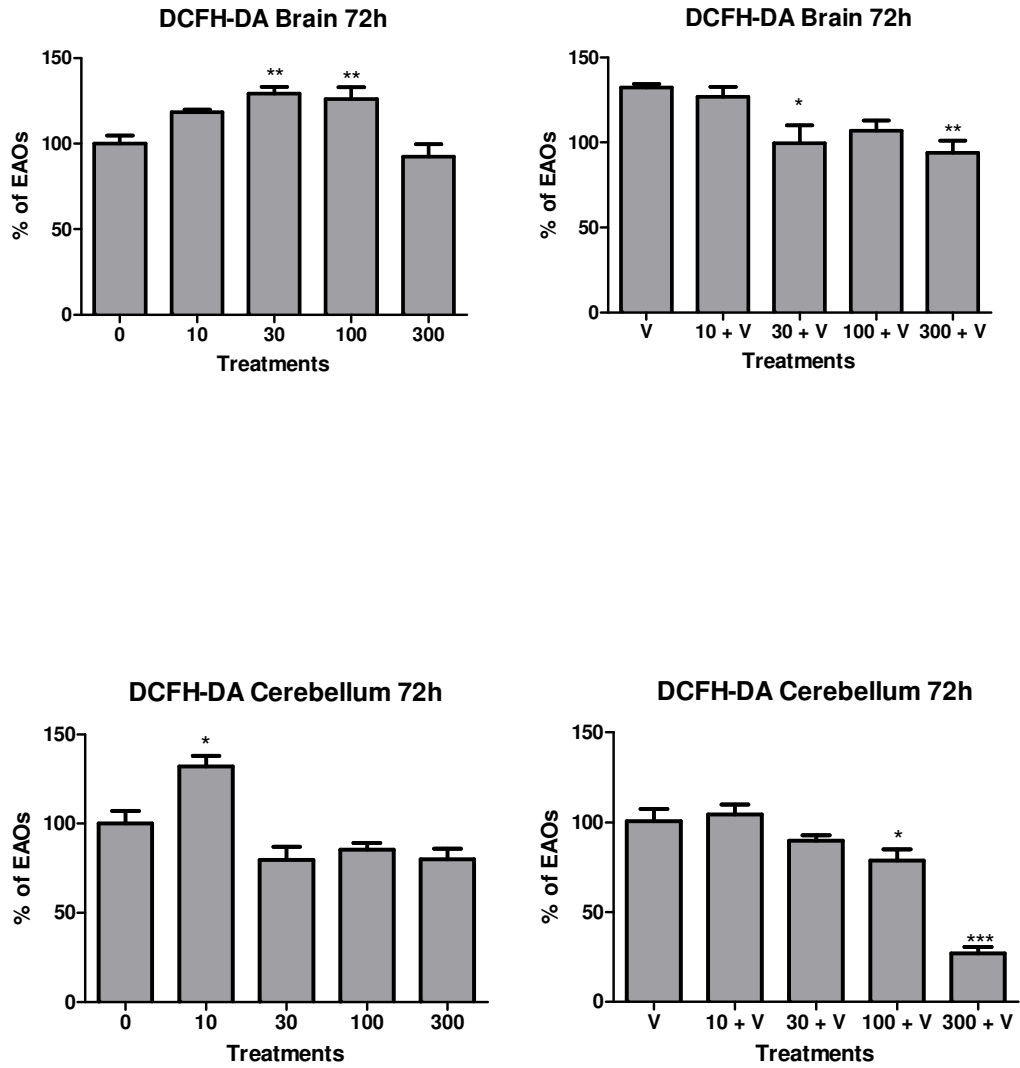 DCFH-DA Brain 72h
% of EAOs
150
100
50
0
** **
0 10 30 100 300
Treatments
DCFH-DA Brain 72h
% of EAOs
150
100
50
0
* **
V 10 + V 30 + V 100 + V 300 + V
Treatments
DCFH-DA Cerebellum 72h
% of EAOs
150
100
50
0
*
0 10 30 100 300
Treatments
DCFH-DA Cerebellum 72h
% of EAOs
150
100
50
0
* ***
V 10 + V 30 + V 100 + V 300 + V
Treatments